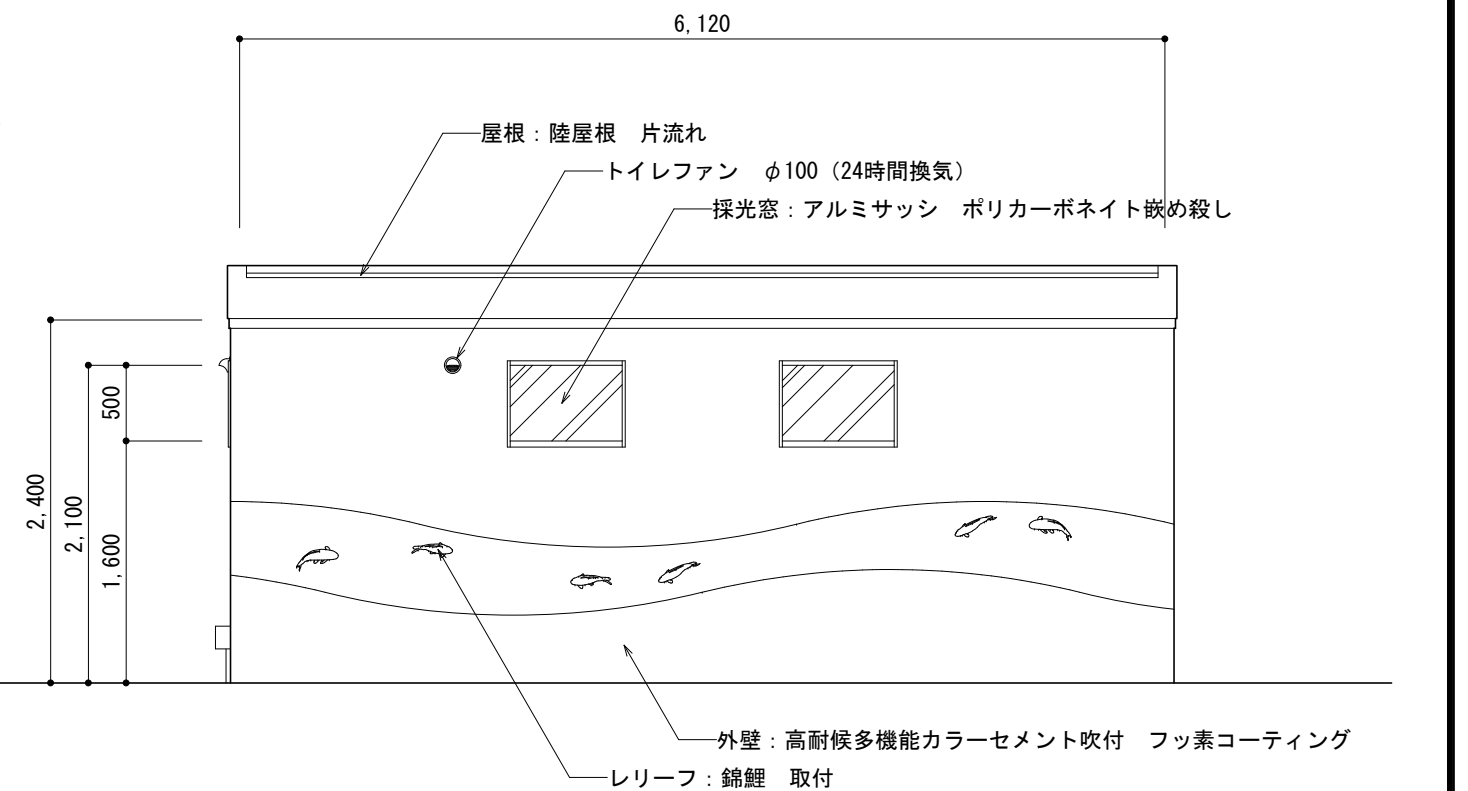 6,120
屋根：陸屋根　片流れ
トイレファン　φ100（24時間換気）
採光窓：アルミサッシ　ポリカーボネイト嵌め殺し
500
2,400
2,100
1,600
外壁：高耐候多機能カラーセメント吹付　フッ素コーティング
レリーフ：錦鯉　取付